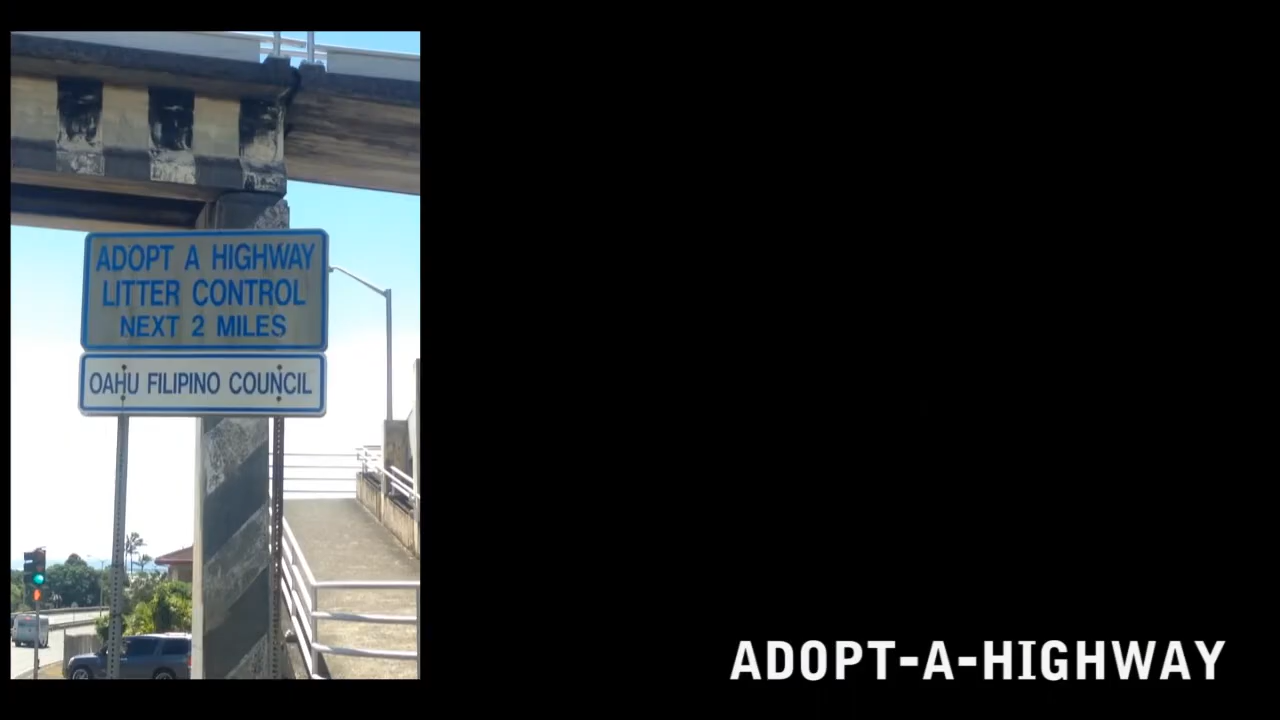 ADOPT A HIGHWAY
LITTER CONTROL
NEXT 2 MILES
OAHU FILIPINO COUNCIL
ADOPT-A-HIGHWAY